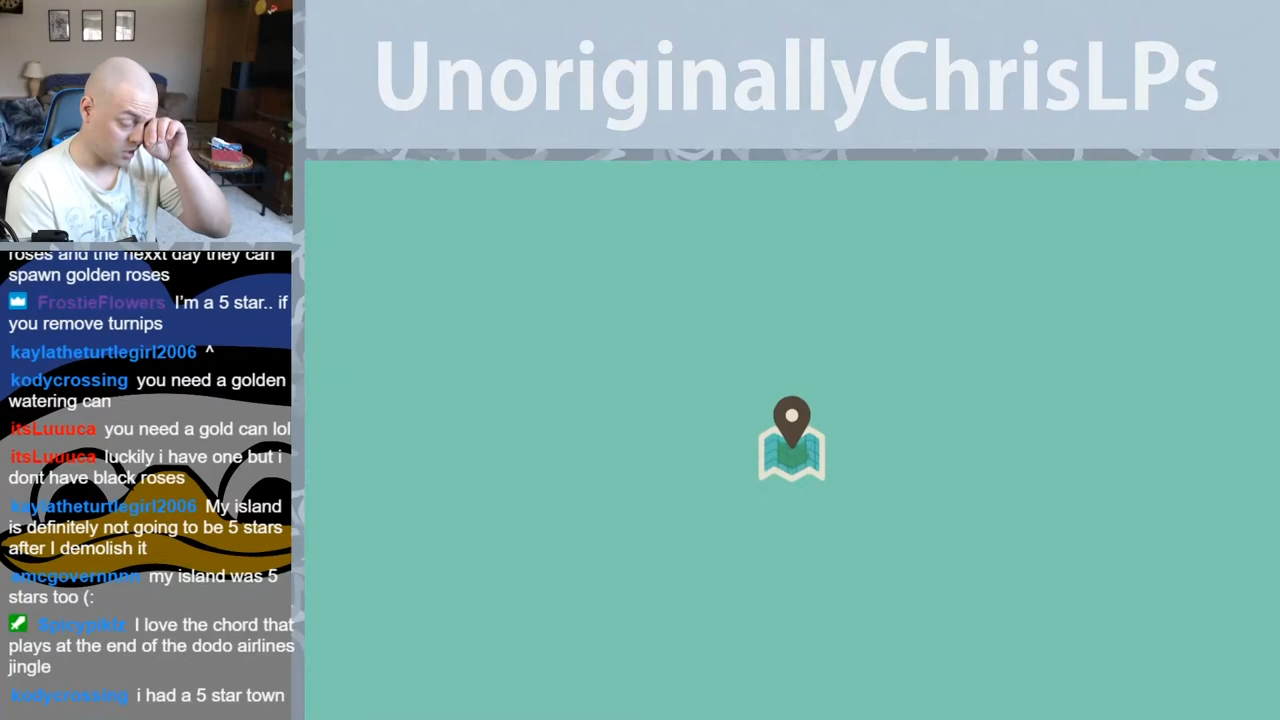 UnoriginallyChrisLPs
roses and the nexxt day they can
spawn golden roses
FrostieFlowers I'm a 5 star.. if
you remove turnips
kaylatheturtlegirl2006 ^
kodycrossing you need a golden
watering can
itsLuuuca you need a gold can lol
itsLuuuca luckily i have one but i
dont have black roses
kaylatheturtlegirl2006 My island
is definitely not going to be 5 stars
after I demolish it
amcgovernnnn my island was 5
stars too (:
Spicypiklz I love the chord that
plays at the end of the dodo airlines
jingle
kodycrossing i had a 5 star town